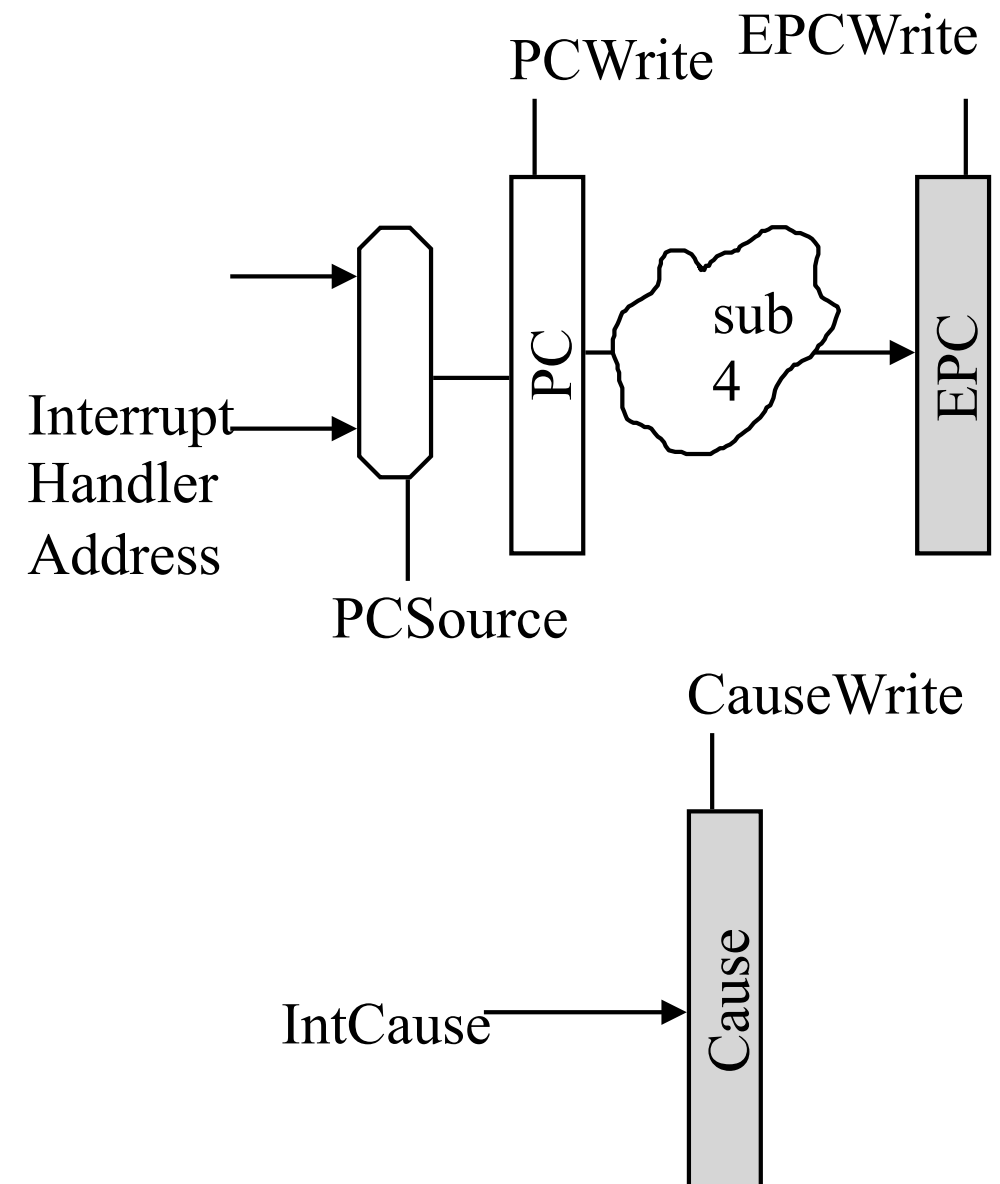 PCWrite
EPCWrite
PC
sub
4
EPC
Interrupt
Handler
Address
PCSource
CauseWrite
IntCause
Cause